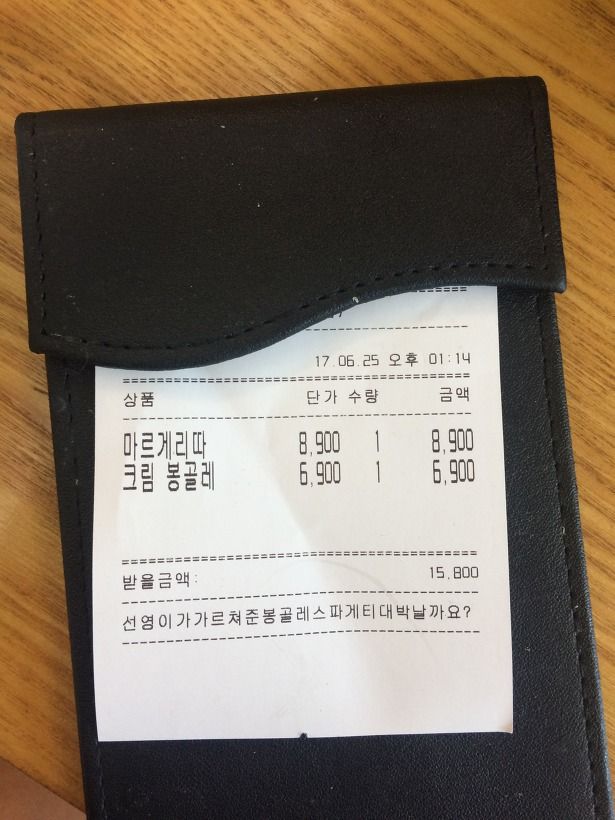 17.06.25 오후 01:14
상품 단가 수량 금액
마르게리따 8,900 1 8,900
크림 봉골레 6,900 1 6,900
받을금액: 15,800
선영이가가르쳐준봉골레스파게티대박날까요?